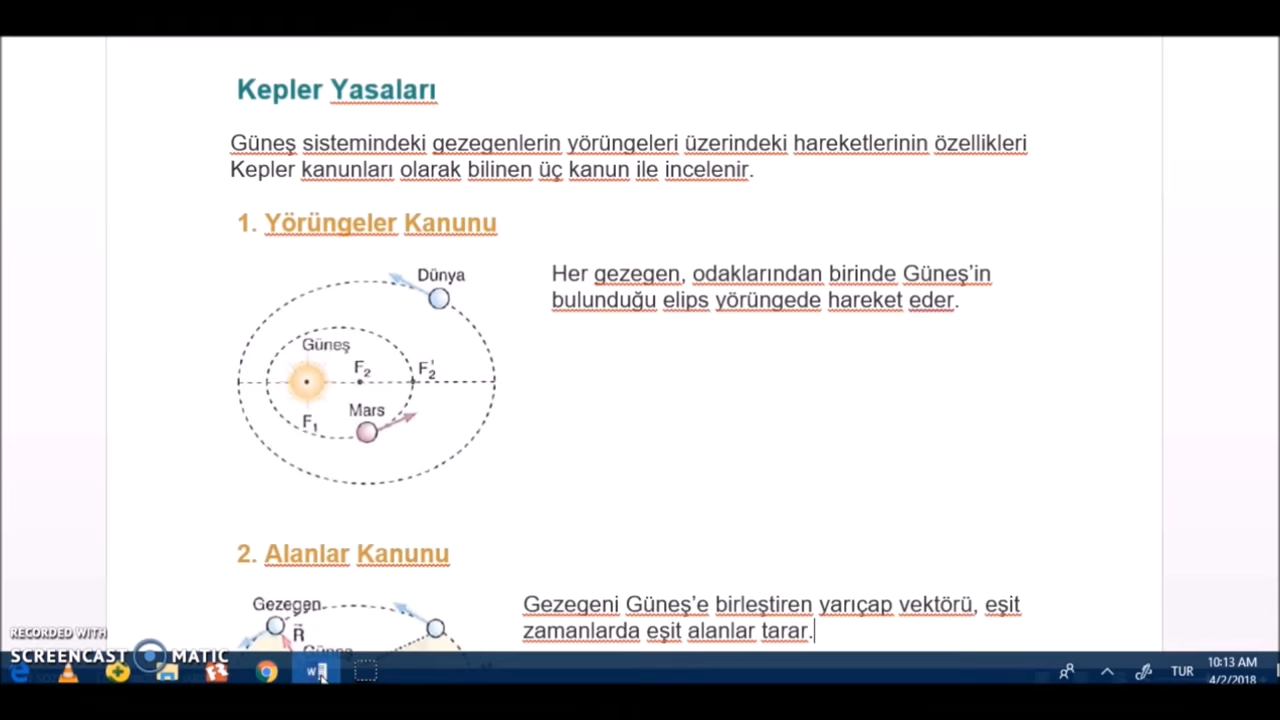 Kepler Yasaları
Güneş sistemindeki gezegenlerin yörüngeleri üzerindeki hareketlerinin özellikleri
Kepler kanunları olarak bilinen üç kanun ile incelenir.
1. Yörüngeler Kanunu
Dünya
Güneş
F₂
F₂'
Mars
F₁
Her gezegen, odaklarından birinde Güneş’in
bulunduğu elips yörüngede hareket eder.
2. Alanlar Kanunu
Gezegen
R
Güneş
Gezegeni Güneş’e birleştiren yarıçap vektörü, eşit
zamanlarda eşit alanlar tarar.
RECORDED WITH
SCREENCAST MATIC
TUR
10:13 AM
4/2/2018